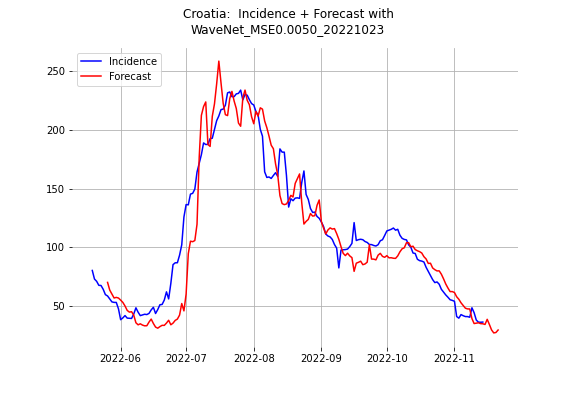 Croatia:  Incidence + Forecast with
WaveNet_MSE0.0050_20221023
Incidence
Forecast
250
200
150
100
50
2022-06
2022-07
2022-08
2022-09
2022-10
2022-11